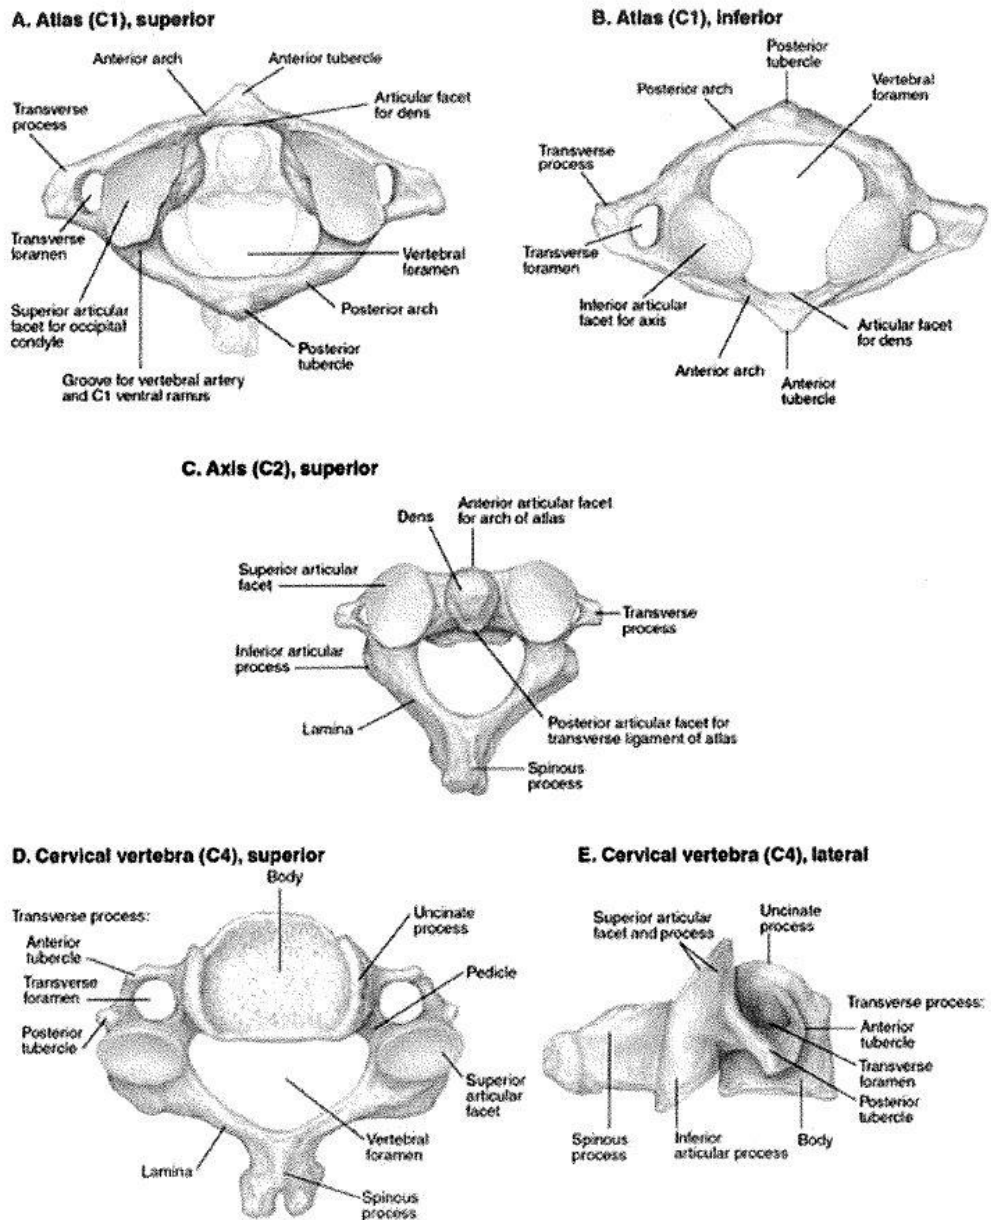 A. Atlas (C1), superior
Anterior arch
Anterior tubercle
Transverse
process
Articular facet
for dens
Transverse
foramen
Vertebral
foramen
Superior articular
facet for occipital
condyle
Posterior arch
Posterior
tubercle
Groove for vertebral artery
and C1 ventral ramus
B. Atlas (C1), inferior
Posterior
tubercle
Posterior arch
Vertebral
foramen
Transverse
process
Transverse
foramen
Inferior articular
facet for axis
Articular facet
for dens
Anterior arch
Anterior
tubercle
C. Axis (C2), superior
Dens
Anterior articular facet
for arch of atlas
Superior articular
facet
Transverse
process
Inferior articular
process
Lamina
Posterior articular facet for
transverse ligament of atlas
Spinous
process
D. Cervical vertebra (C4), superior
Body
Transverse process:
Uncinate
process
Anterior
tubercle
Pedicle
Transverse
foramen
Posterior
tubercle
Superior
articular
facet
Vertebral
foramen
Lamina
Spinous
process
E. Cervical vertebra (C4), lateral
Superior articular
facet and process
Uncinate
process
Transverse process:
Anterior
tubercle
Transverse
foramen
Posterior
tubercle
Spinous
process
Inferior
articular process
Body